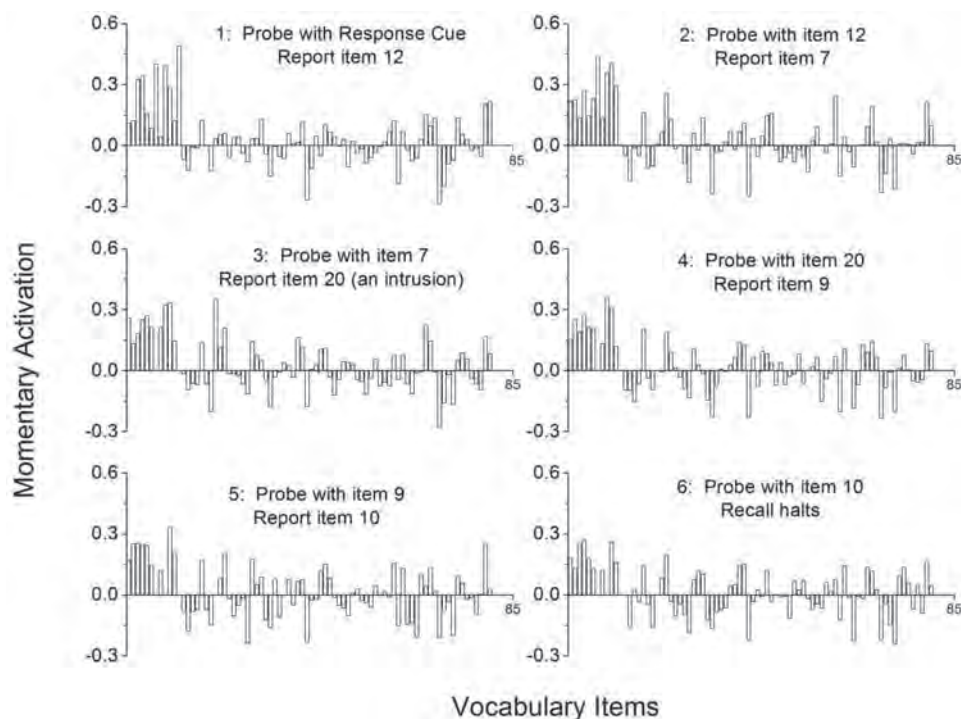 Momentary Activation
0.6
0.3
0.0
-0.3
1: Probe with Response Cue
Report item 12
85
0.6
0.3
0.0
-0.3
2: Probe with item 12
Report item 7
85
0.6
0.3
0.0
-0.3
3: Probe with item 7
Report item 20 (an intrusion)
85
0.6
0.3
0.0
-0.3
4: Probe with item 20
Report item 9
85
0.6
0.3
0.0
-0.3
5: Probe with item 9
Report item 10
85
0.6
0.3
0.0
-0.3
6: Probe with item 10
Recall halts
85
Vocabulary Items